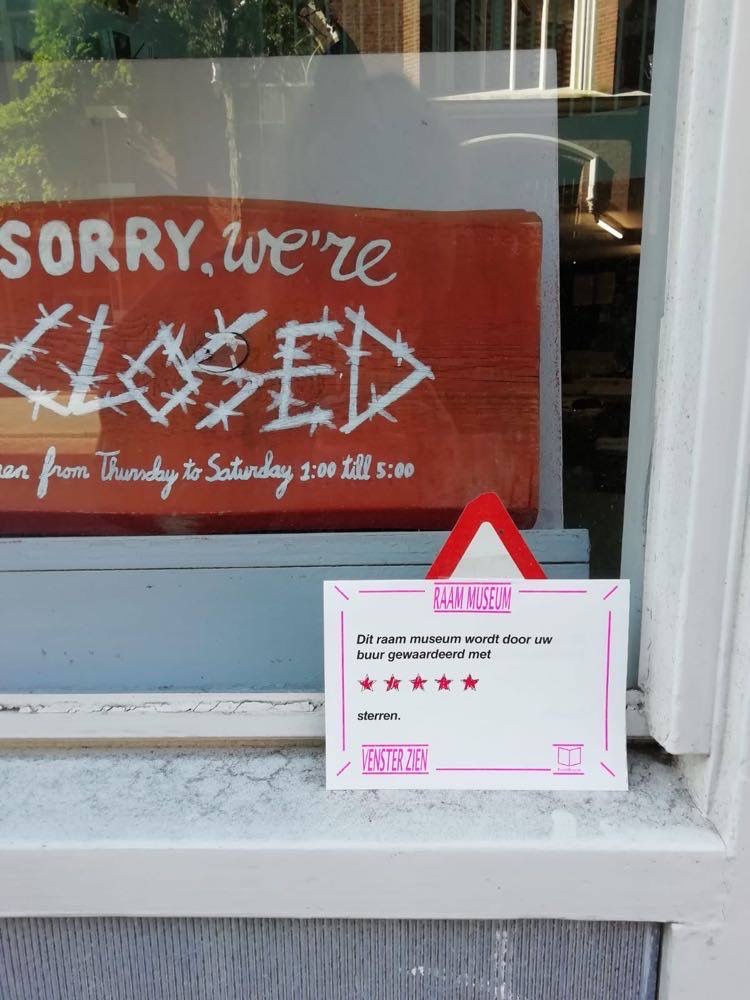 SORRY, we're
CLOSED
from Thursday to Saturday 1:00 till 5:00
RAAM MUSEUM
Dit raam museum wordt door uw
buur gewaardeerd met
sterren.
VENSTER ZIEN